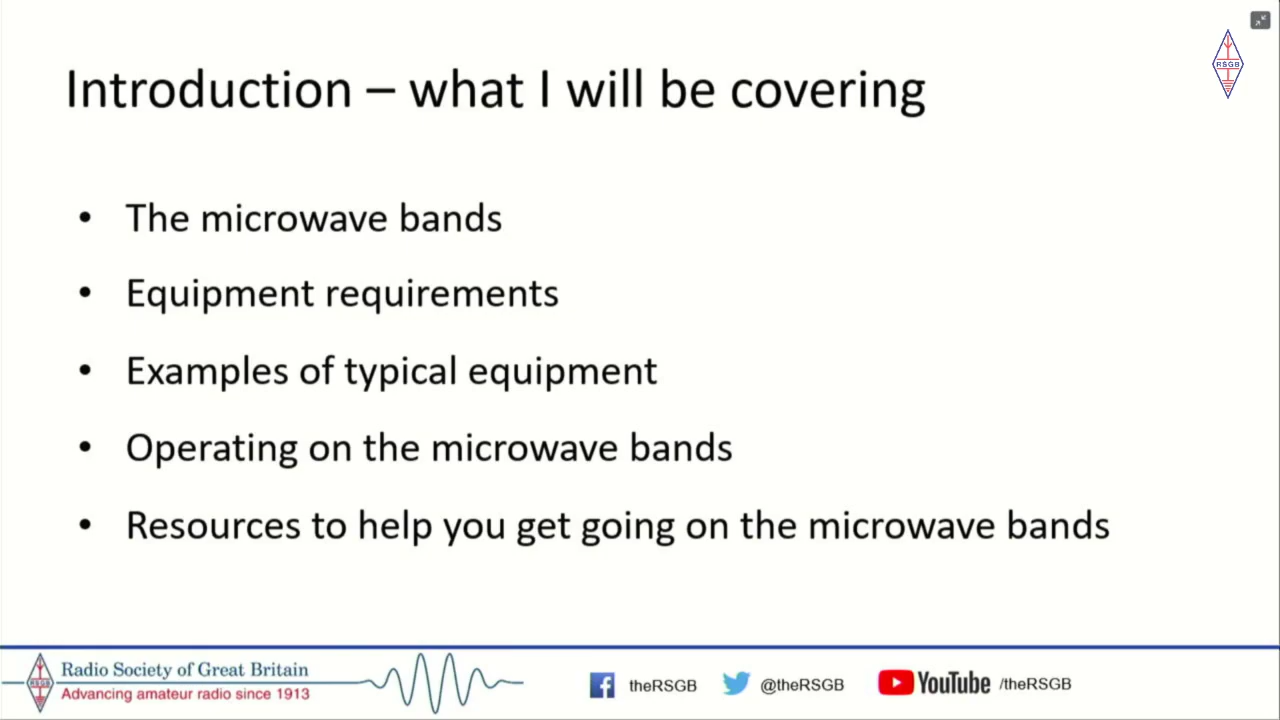 Introduction – what I will be covering
RSGB
• The microwave bands
• Equipment requirements
• Examples of typical equipment
• Operating on the microwave bands
• Resources to help you get going on the microwave bands
RSGB
Radio Society of Great Britain
Advancing amateur radio since 1913
theRSGB
@theRSGB
YouTube /theRSGB